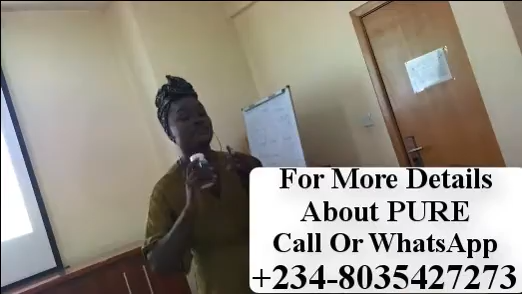 For More Details
About PURE
Call Or WhatsApp
+234-8035427273